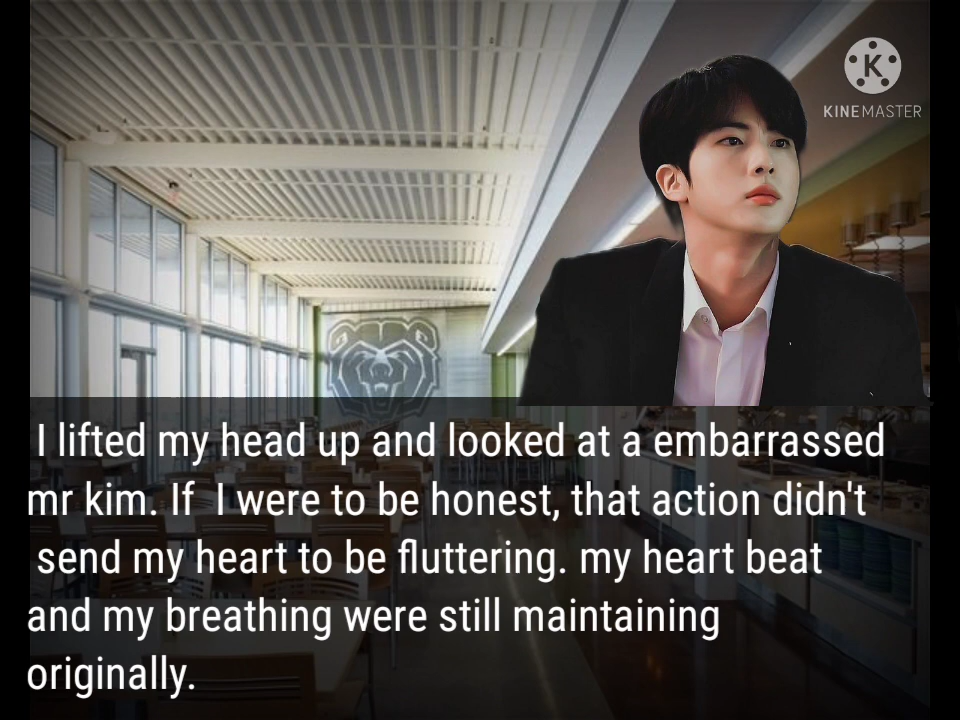 KINEMASTER
I lifted my head up and looked at a embarrassed
mr kim. If I were to be honest, that action didn't
send my heart to be fluttering. my heart beat
and my breathing were still maintaining
originally.